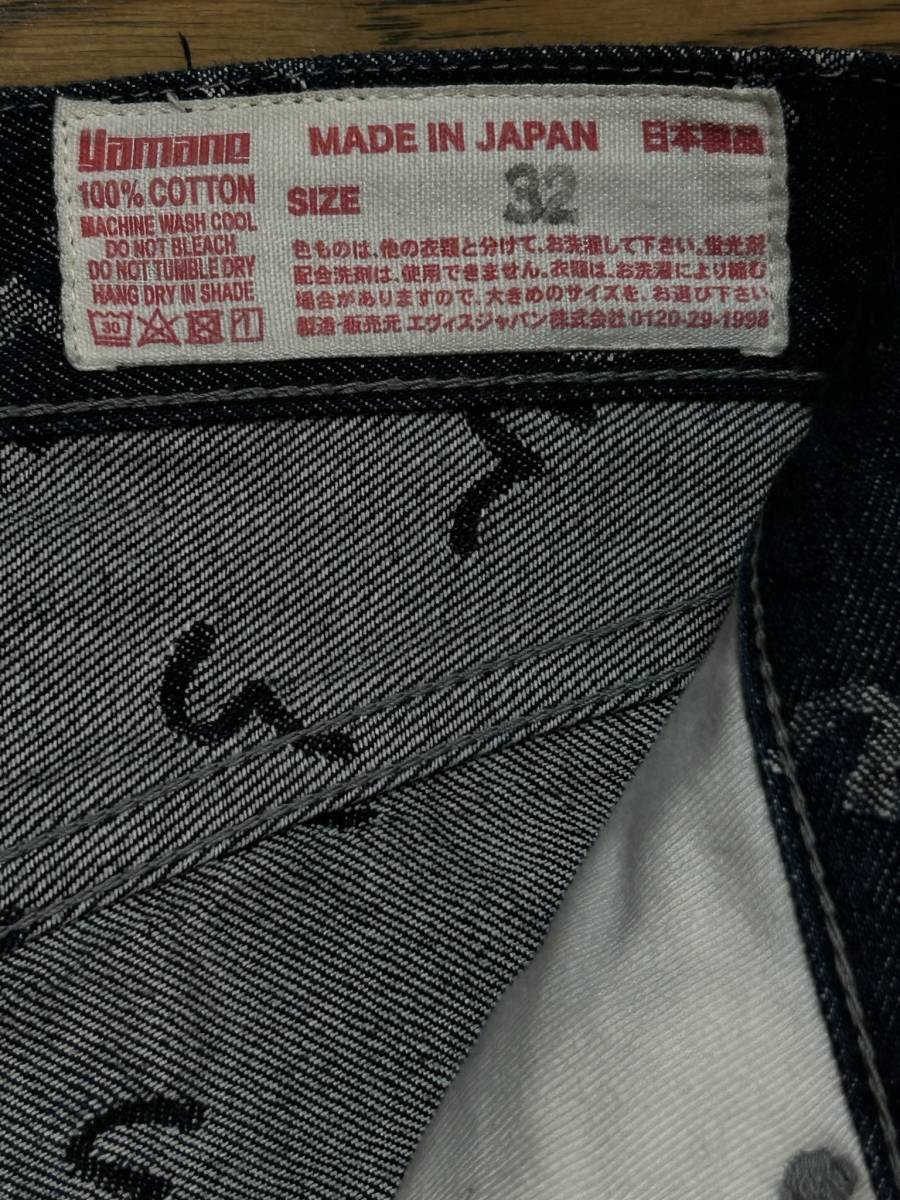 Yamane
100% COTTON
MACHINE WASH COOL
DO NOT BLEACH
DO NOT TUMBLE DRY
HANG DRY IN SHADE
30
MADE IN JAPAN 日本製品
SIZE 32
色ものは、他の衣類と分けて、お洗濯して下さい。蛍光剤
配合洗剤は、使用できません。衣類は、お洗濯により縮む
場合がありますので、大きめのサイズを、お選び下さい
製造・販売元 エヴィスジャパン株式会社 0120-29-1998